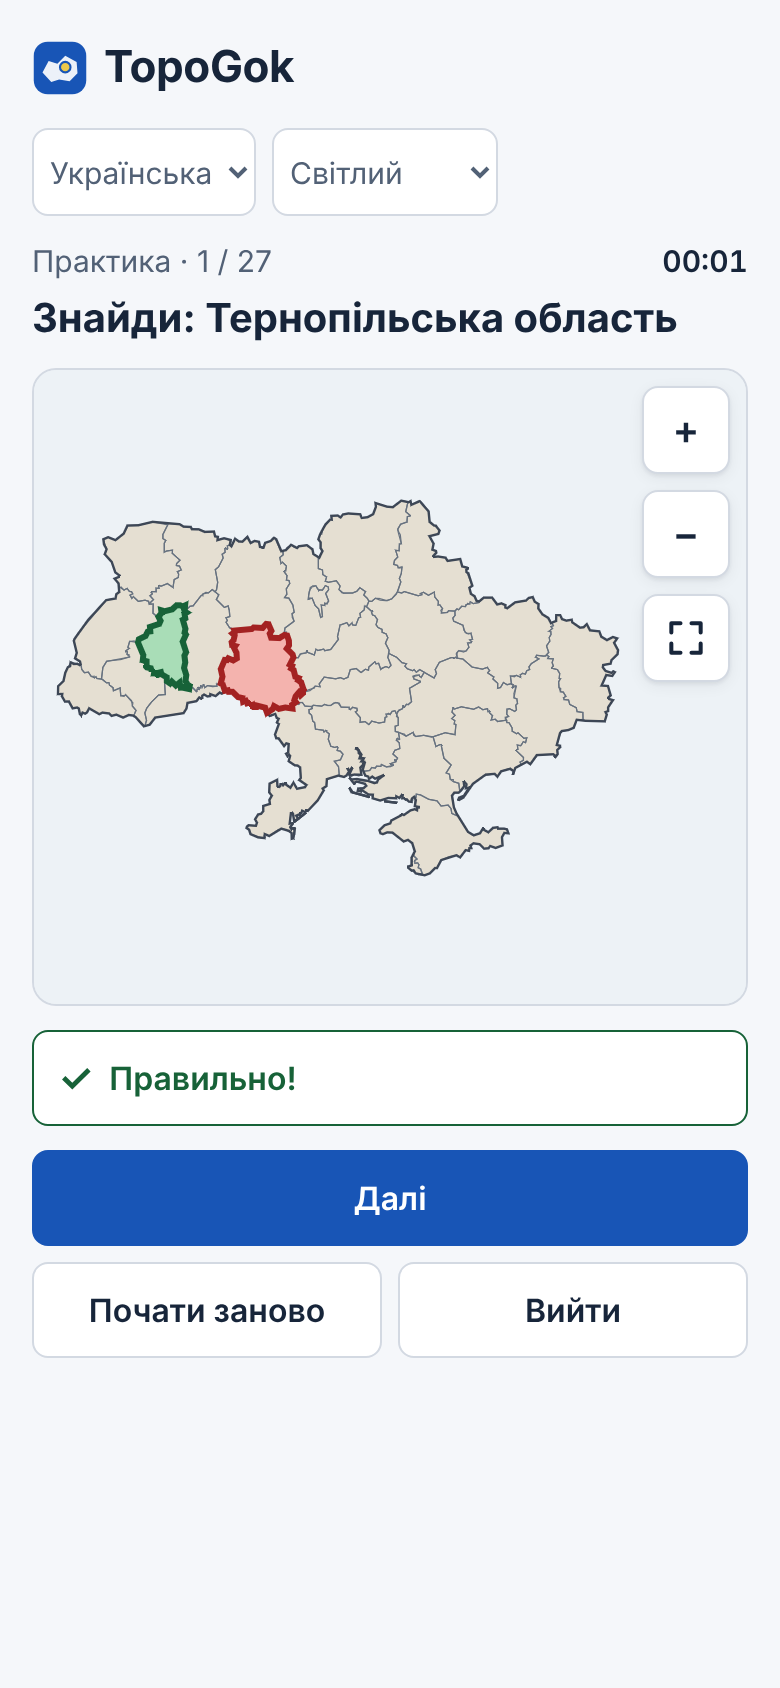 TopoGok
Українська
Світлий
Практика · 1 / 27
00:01
Знайди: Тернопільська область
+
−
Правильно!
Далі
Почати заново
Вийти